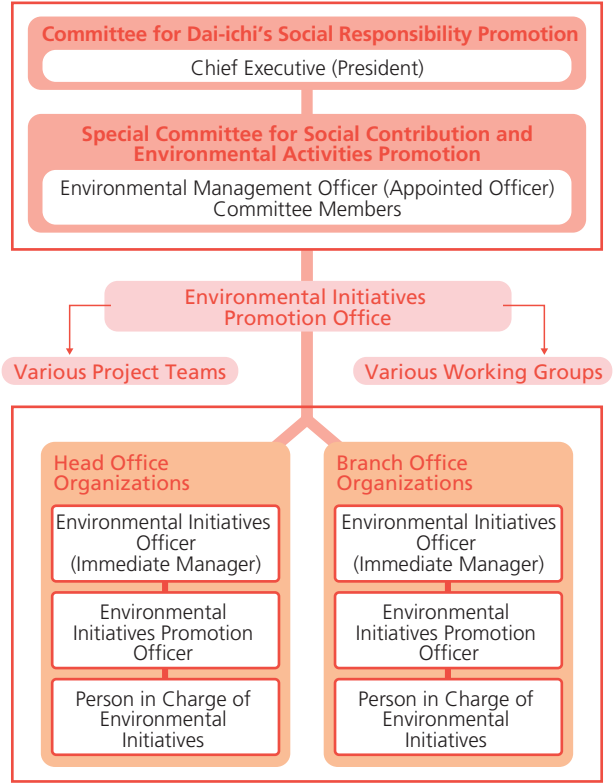 Committee for Dai-ichi's Social Responsibility Promotion
Chief Executive (President)
Special Committee for Social Contribution and
Environmental Activities Promotion
Environmental Management Officer (Appointed Officer)
Committee Members
Environmental Initiatives
Promotion Office
Various Project Teams
Various Working Groups
Head Office
Organizations
Environmental Initiatives
Officer
(Immediate Manager)
Environmental
Initiatives Promotion
Officer
Person in Charge of
Environmental
Initiatives
Branch Office
Organizations
Environmental Initiatives
Officer
(Immediate Manager)
Environmental
Initiatives Promotion
Officer
Person in Charge of
Environmental
Initiatives